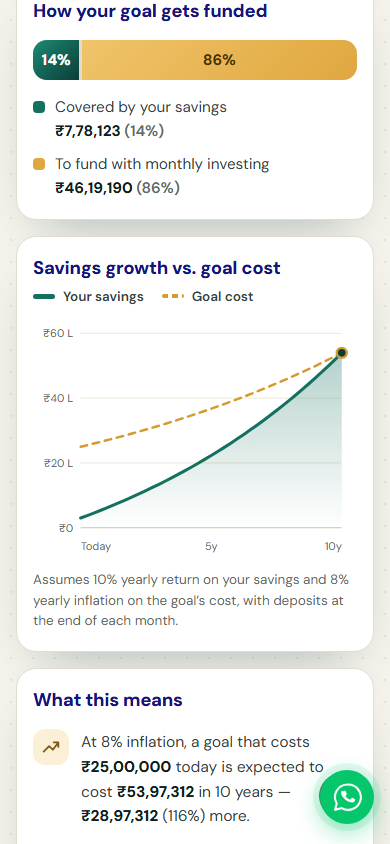 How your goal gets funded
14%
86%
Covered by your savings
₹7,78,123 (14%)
To fund with monthly investing
₹46,19,190 (86%)
Savings growth vs. goal cost
Your savings
Goal cost
₹60 L
₹40 L
₹20 L
₹0
Today
5y
10y
Assumes 10% yearly return on your savings and 8%
yearly inflation on the goal's cost, with deposits at
the end of each month.
What this means
At 8% inflation, a goal that costs
₹25,00,000 today is expected to
cost ₹53,97,312 in 10 years —
₹28,97,312 (116%) more.